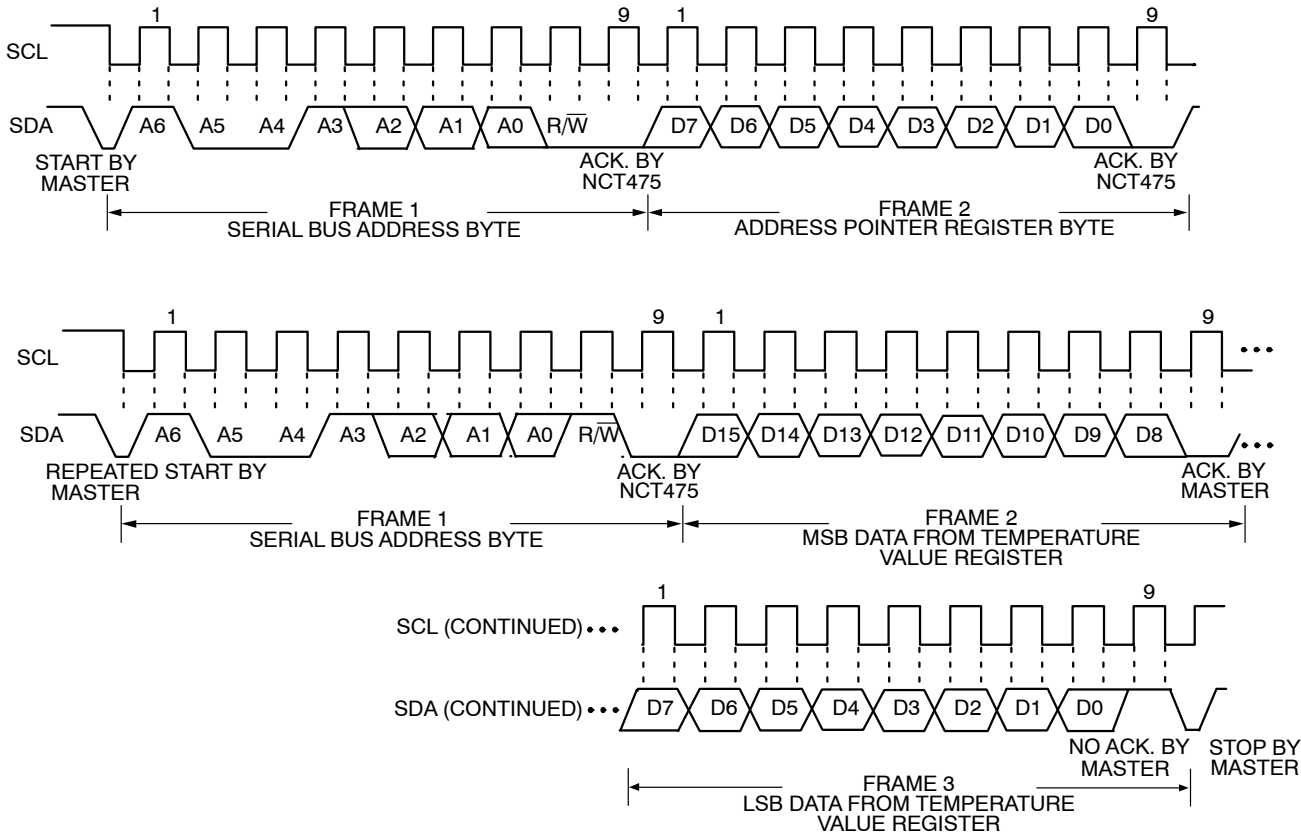 1 9 1 9
SCL
SDA A6 A5 A4 A3 A2 A1 A0 R/W̅ D7 D6 D5 D4 D3 D2 D1 D0
START BY
MASTER
ACK. BY
NCT475
ACK. BY
NCT475
FRAME 1
SERIAL BUS ADDRESS BYTE
FRAME 2
ADDRESS POINTER REGISTER BYTE
1 9 1 9
SCL
SDA A6 A5 A4 A3 A2 A1 A0 R/W̅ D15 D14 D13 D12 D11 D10 D9 D8
REPEATED START BY
MASTER
ACK. BY
NCT475
ACK. BY
MASTER
FRAME 1
SERIAL BUS ADDRESS BYTE
FRAME 2
MSB DATA FROM TEMPERATURE
VALUE REGISTER
1 9
SCL (CONTINUED)
SDA (CONTINUED) D7 D6 D5 D4 D3 D2 D1 D0
NO ACK. BY
MASTER
STOP BY
MASTER
FRAME 3
LSB DATA FROM TEMPERATURE
VALUE REGISTER